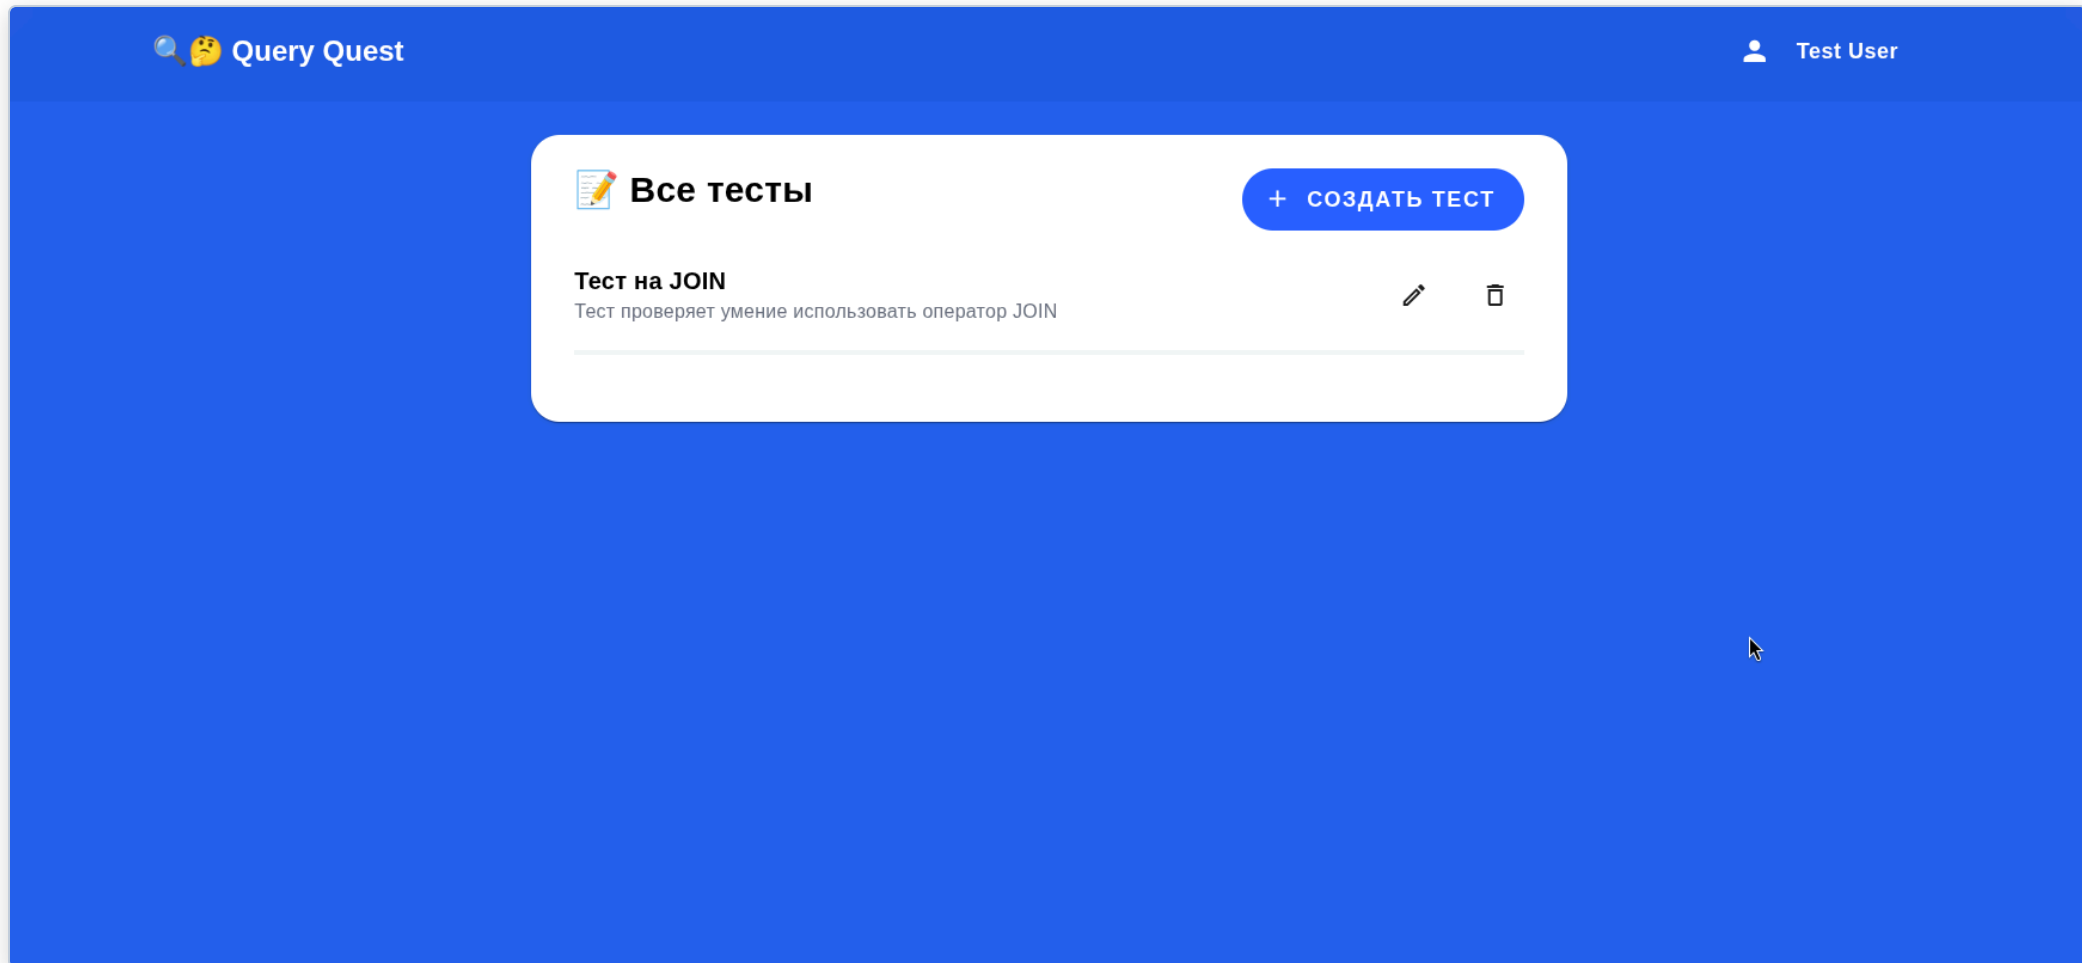 Query Quest
Test User
Все тесты
+ СОЗДАТЬ ТЕСТ
Тест на JOIN
Тест проверяет умение использовать оператор JOIN